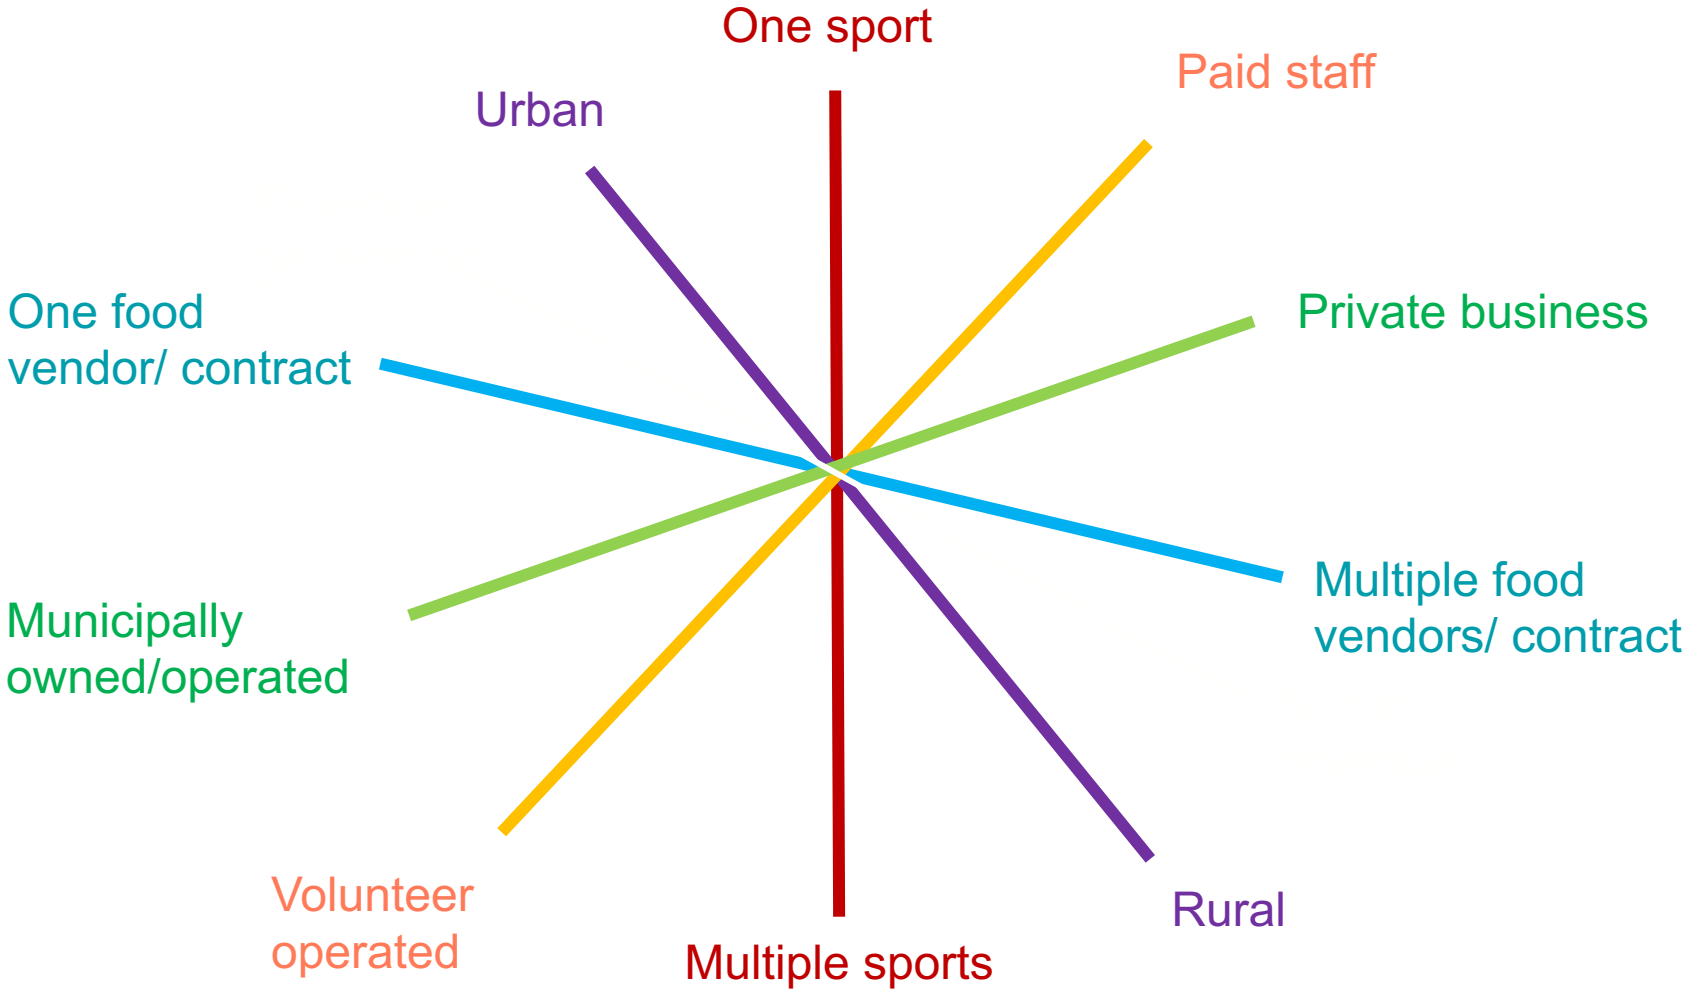 One sport
Paid staff
Urban
One food
vendor/ contract
Private business
Multiple food
vendors/ contract
Municipally
owned/operated
Volunteer
operated
Rural
Multiple sports